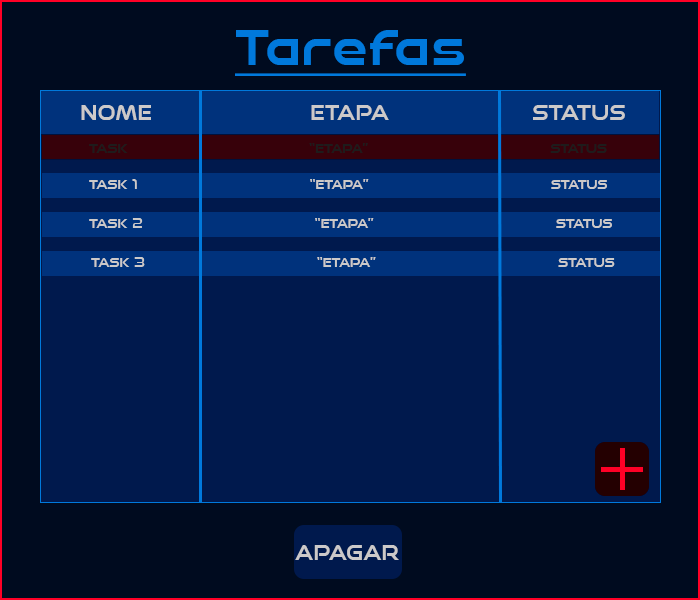 Tarefas
NOME ETAPA STATUS
TASK "ETAPA" STATUS
TASK 1 "ETAPA" STATUS
TASK 2 "ETAPA" STATUS
TASK 3 "ETAPA" STATUS
APAGAR